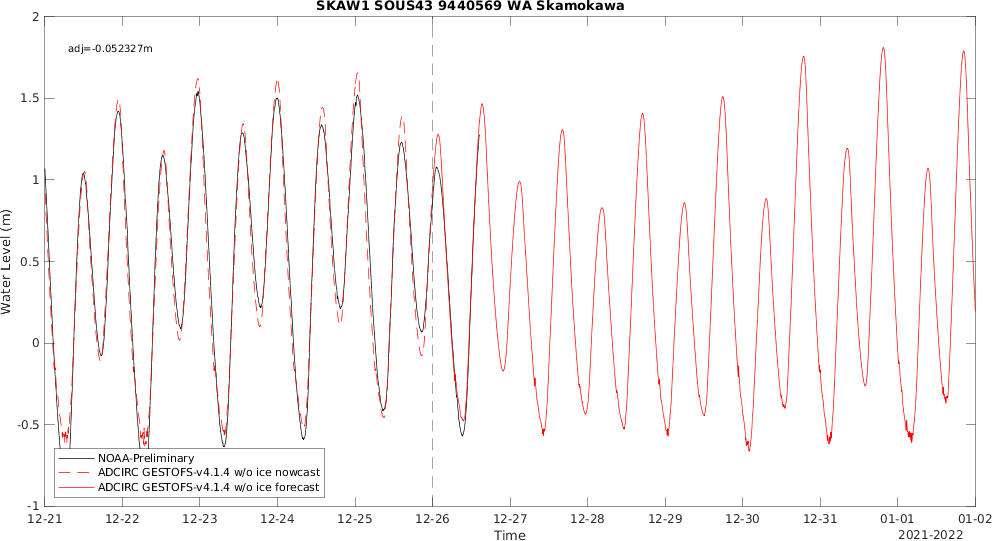 SKAW1 SOUS43 9440569 WA Skamokawa
adj=-0.052327m
2
1.5
1
0.5
0
-0.5
-1
Water Level (m)
NOAA-Preliminary
ADCIRC GESTOFS-v4.1.4 w/o ice nowcast
ADCIRC GESTOFS-v4.1.4 w/o ice forecast
12-21 12-22 12-23 12-24 12-25 12-26 12-27 12-28 12-29 12-30 12-31 01-01 01-02
Time
2021-2022